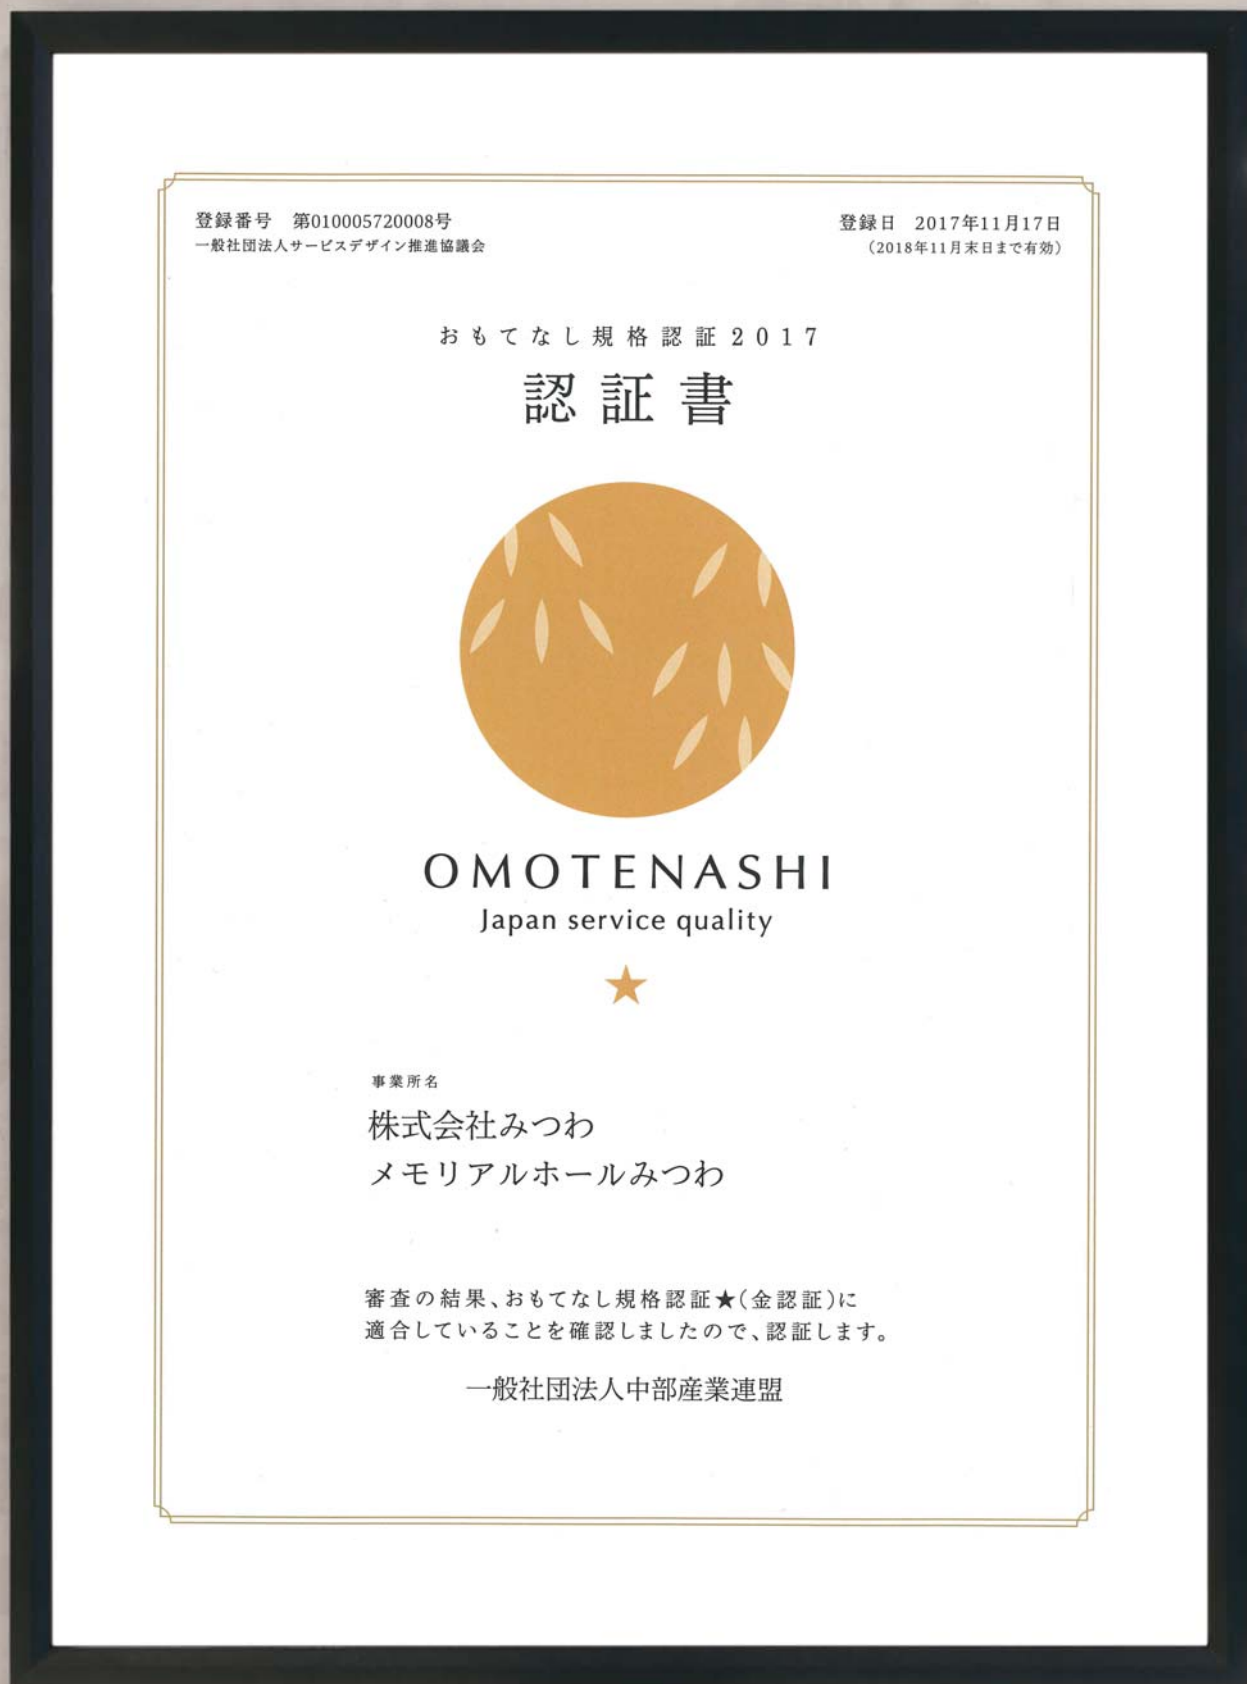 登録番号　第010005720008号
一般社団法人サービスデザイン推進協議会
登録日　2017年11月17日
（2018年11月末日まで有効）
おもてなし規格認証2017
認証書
OMOTENASHI
Japan service quality
★
事業所名
株式会社みつわ
メモリアルホールみつわ
審査の結果、おもてなし規格認証★（金認証）に
適合していることを確認しましたので、認証します。
一般社団法人中部産業連盟